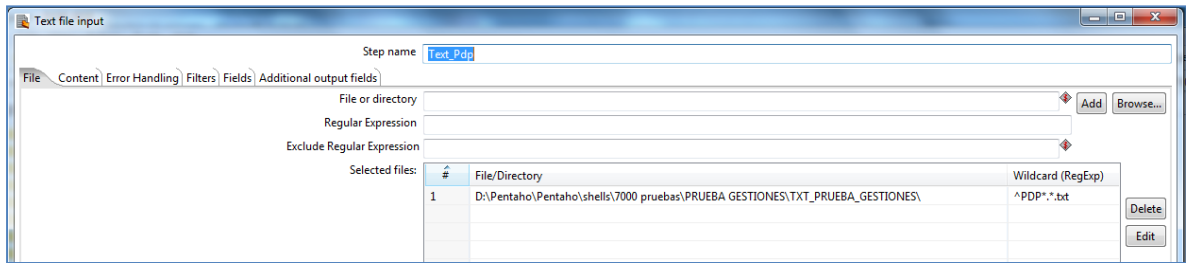 Text file input
Step name Text_Pdp
File Content Error Handling Filters Fields Additional output fields
File or directory Add Browse...
Regular Expression
Exclude Regular Expression
Selected files: # File/Directory Wildcard (RegExp)
1 D:\Pentaho\Pentaho\shells\7000 pruebas\PRUEBA GESTIONES\TXT_PRUEBA_GESTIONES\ ^PDP*.*.txt
Delete
Edit